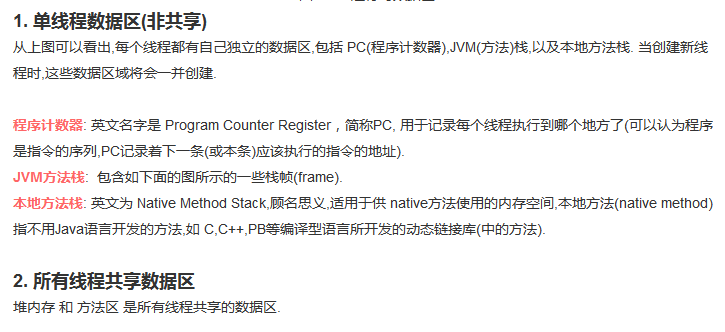 1. 单线程数据区(非共享)
从上图可以看出,每个线程都有自己独立的数据区,包括 PC(程序计数器),JVM(方法)栈,以及本地方法栈. 当创建新线
程时,这些数据区域将会一并创建.
程序计数器: 英文名字是 Program Counter Register，简称PC, 用于记录每个线程执行到哪个地方了(可以认为程序
是指令的序列,PC记录着下一条(或本条)应该执行的指令的地址).
JVM方法栈: 包含如下面的图所示的一些栈帧(frame).
本地方法栈: 英文为 Native Method Stack,顾名思义,适用于供 native方法使用的内存空间,本地方法(native method)
指不用Java语言开发的方法,如 C,C++,PB等编译型语言所开发的动态链接库(中的方法).
2. 所有线程共享数据区
堆内存 和 方法区 是所有线程共享的数据区.